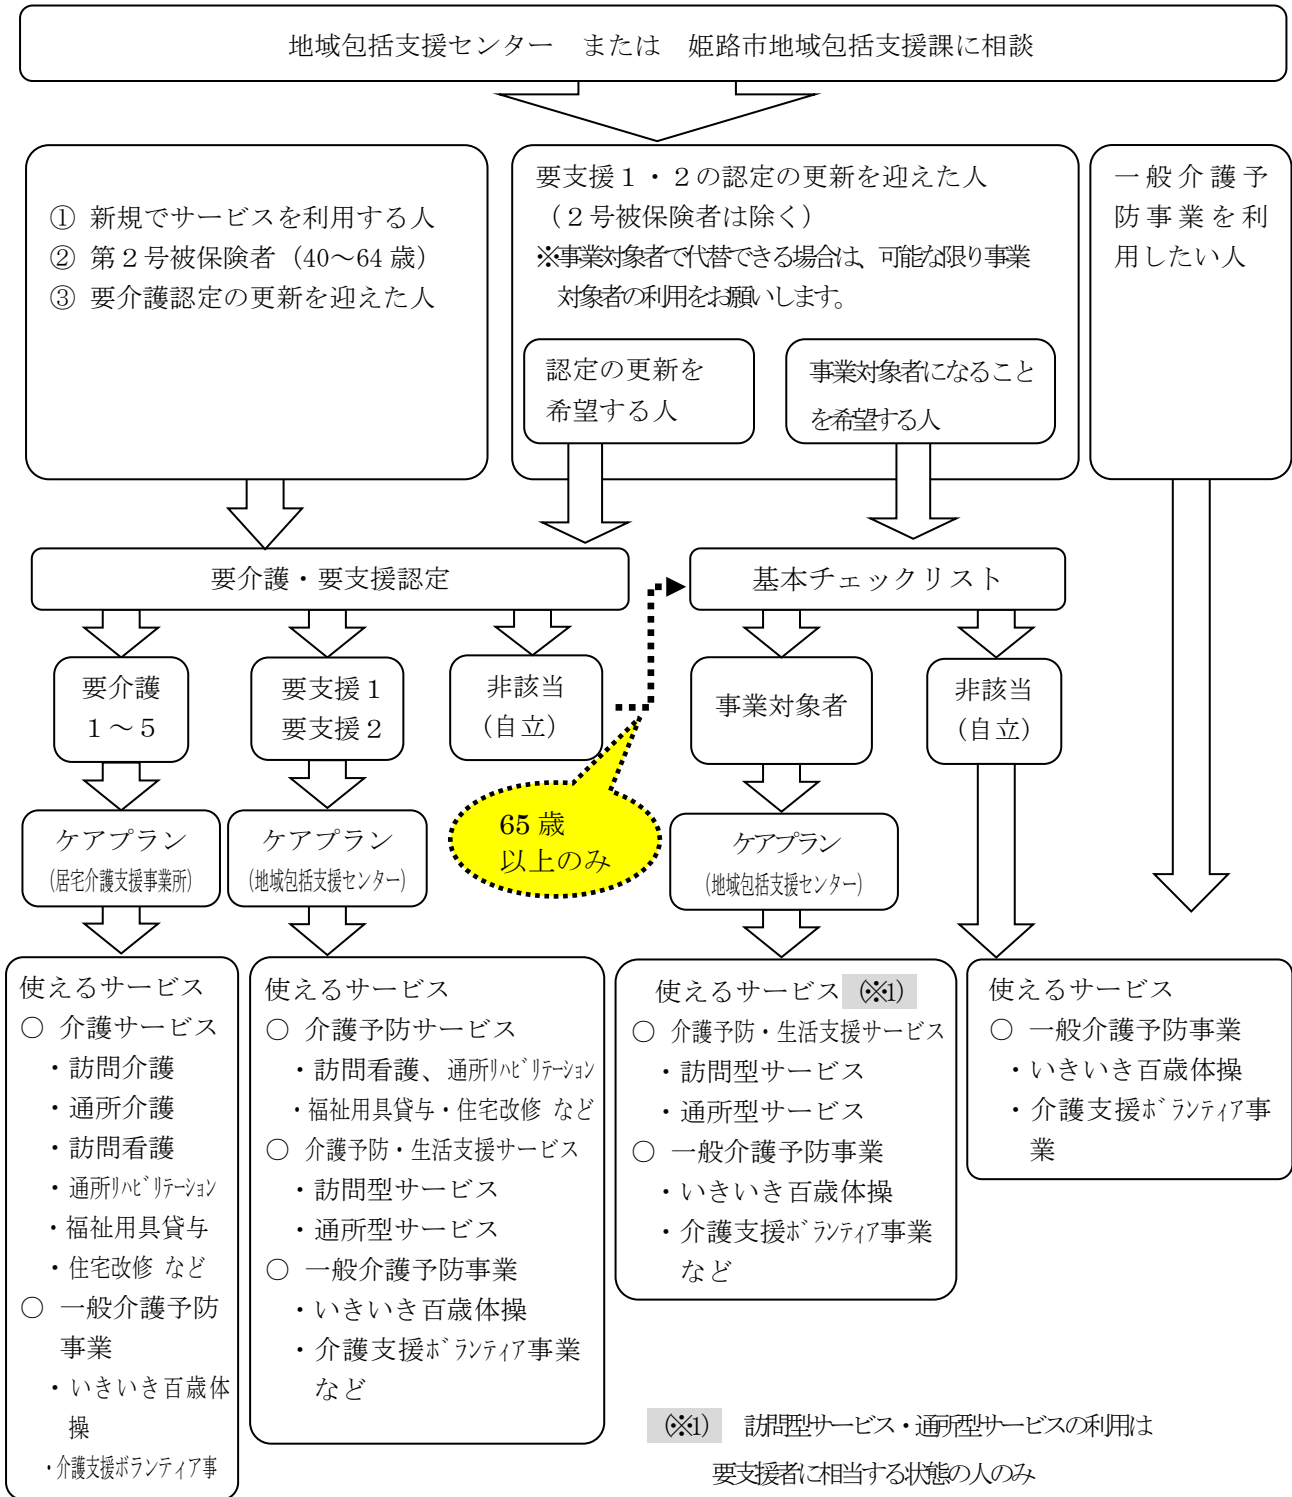 地域包括支援センター　または　姫路市地域包括支援課に相談
① 新規でサービスを利用する人
② 第２号被保険者（40～64 歳）
③ 要介護認定の更新を迎えた人
要支援１・２の認定の更新を迎えた人
（２号被保険者は除く）
※事業対象者で代替できる場合は、可能な限り事業
対象者の利用をお願いします。
認定の更新を
希望する人
事業対象者になること
を希望する人
一般介護予
防事業を利
用したい人
要介護・要支援認定
基本チェックリスト
要介護
１～５
要支援１
要支援２
非該当
（自立）
事業対象者
非該当
（自立）
65 歳
以上のみ
ケアプラン
（居宅介護支援事業所）
ケアプラン
（地域包括支援センター）
ケアプラン
（地域包括支援センター）
使えるサービス
○ 介護サービス
・訪問介護
・通所介護
・訪問看護
・通所ﾘﾊﾋﾞﾘﾃｰｼｮﾝ
・福祉用具貸与
・住宅改修 など
○ 一般介護予防
事業
・いきいき百歳体
操
・介護支援ボランティア事
使えるサービス
○ 介護予防サービス
・訪問看護、通所ﾘﾊﾋﾞﾘﾃｰｼｮﾝ
・福祉用具貸与・住宅改修 など
○ 介護予防・生活支援サービス
・訪問型サービス
・通所型サービス
○ 一般介護予防事業
・いきいき百歳体操
・介護支援ﾎﾞﾗﾝﾃｨｱ事業
など
使えるサービス （※1）
○ 介護予防・生活支援サービス
・訪問型サービス
・通所型サービス
○ 一般介護予防事業
・いきいき百歳体操
・介護支援ﾎﾞﾗﾝﾃｨｱ事業
など
使えるサービス
○ 一般介護予防事業
・いきいき百歳体操
・介護支援ﾎﾞﾗﾝﾃｨｱ事
業
（※1）　訪問型サービス・通所型サービスの利用は
要支援者に相当する状態の人のみ